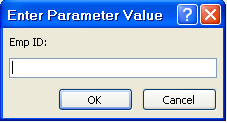 Enter Parameter Value ? X
Emp ID:
OK Cancel